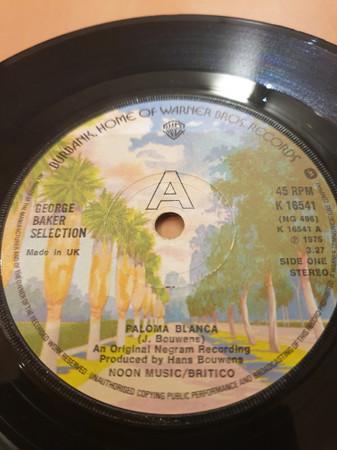 BURBANK, HOME OF WARNER BROS. RECORDS
A
GEORGE
BAKER
SELECTION
Made in UK
45 RPM
K 16541
(NG 496)
K 16541 A
℗ 1975
3.27
SIDE ONE
STEREO
PALOMA BLANCA
(J. Bouwens)
An Original Negram Recording
Produced by Hans Bouwens
NOON MUSIC/BRITICO
UNAUTHORISED COPYING PUBLIC PERFORMANCE AND BROADCASTING OF THIS